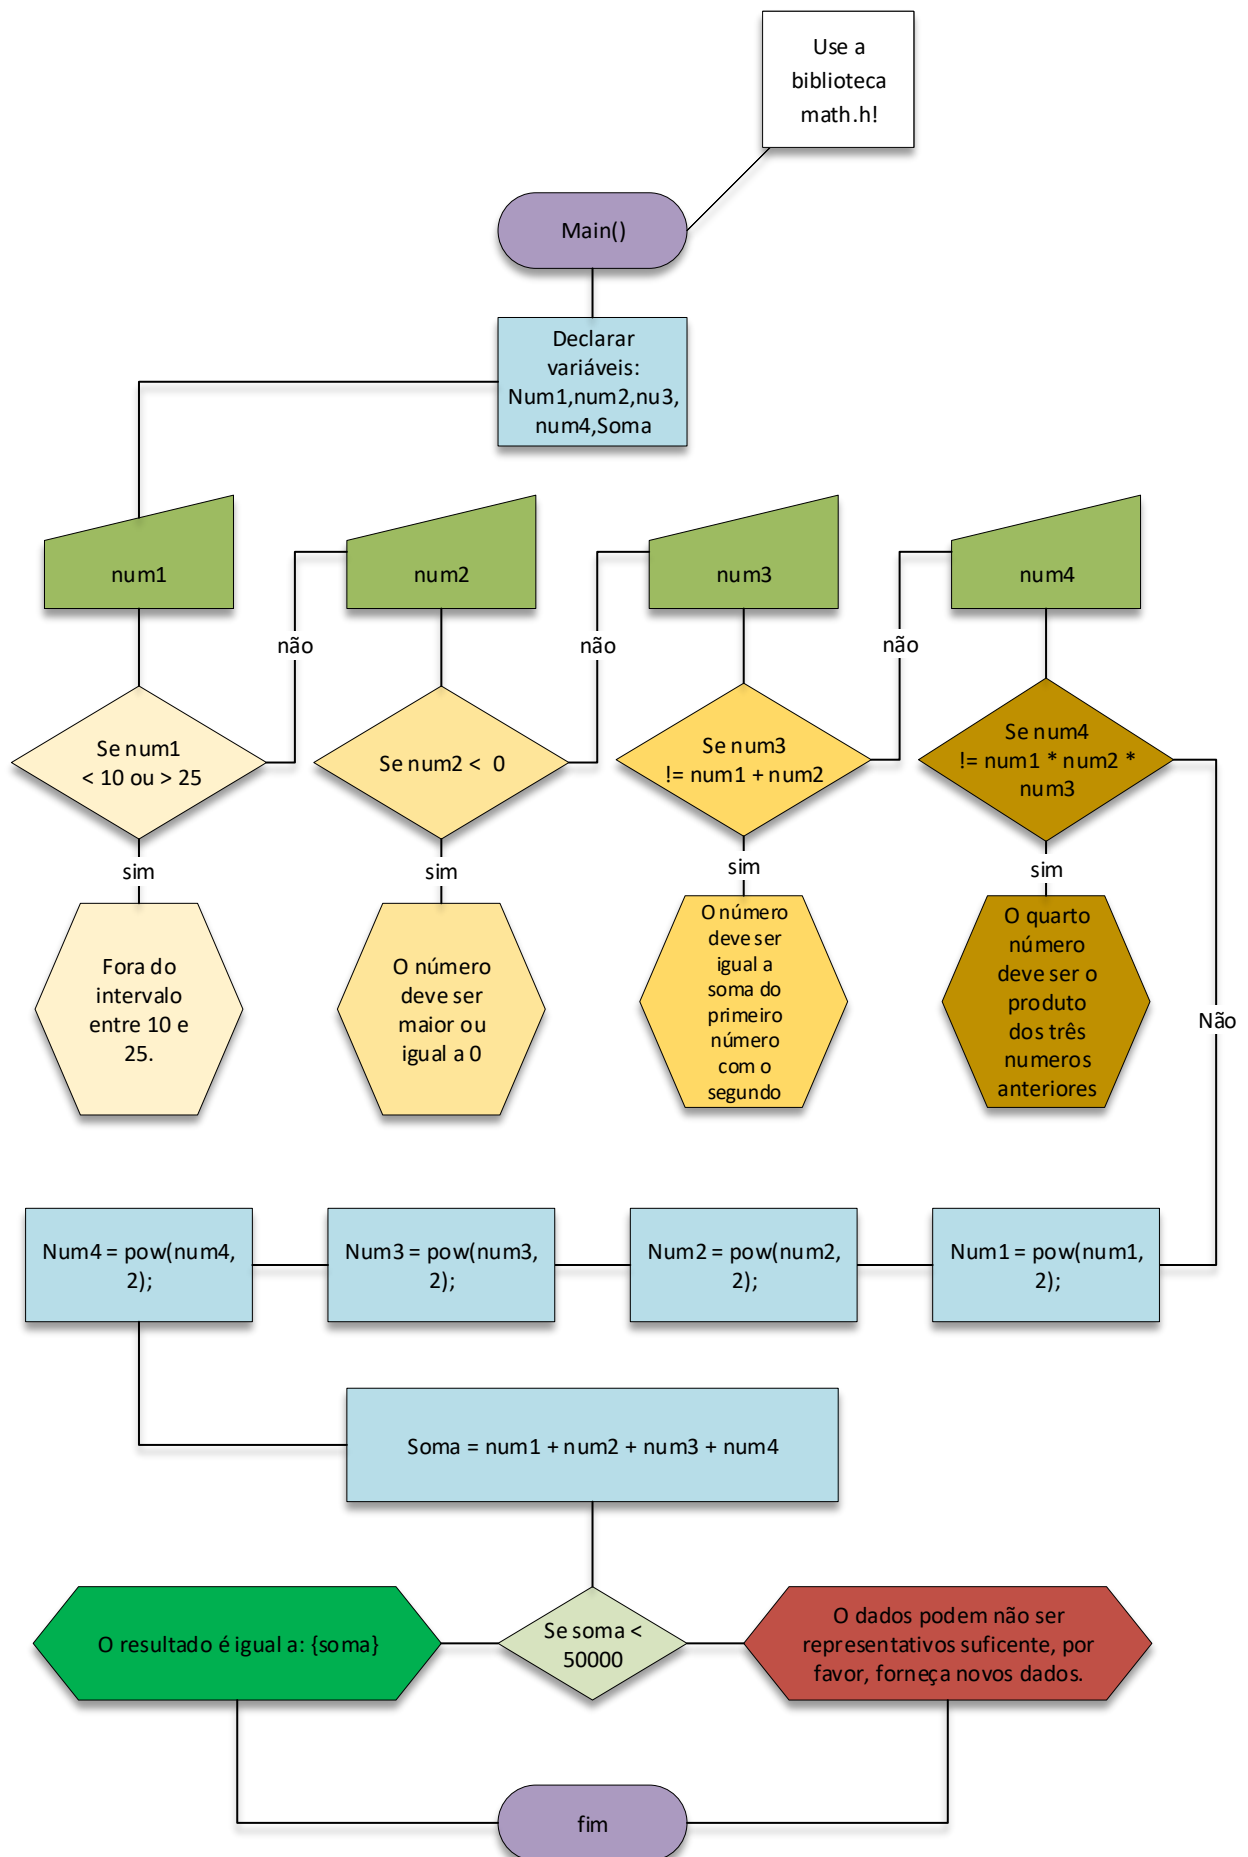 Use a
biblioteca
math.h!
Main()
Declarar
variáveis:
Num1,num2,nu3,
num4,Soma
num1
num2
num3
num4
não
não
não
Se num1
< 10 ou > 25
Se num2 < 0
Se num3
!= num1 + num2
Se num4
!= num1 * num2 *
num3
sim
sim
sim
sim
Fora do
intervalo
entre 10 e
25.
O número
deve ser
maior ou
igual a 0
O número
deve ser
igual a
soma do
primeiro
número
com o
segundo
O quarto
número
deve ser o
produto
dos três
numeros
anteriores
Não
Num4 = pow(num4,
2);
Num3 = pow(num3,
2);
Num2 = pow(num2,
2);
Num1 = pow(num1,
2);
Soma = num1 + num2 + num3 + num4
O resultado é igual a: {soma}
Se soma <
50000
O dados podem não ser
representativos suficente, por
favor, forneça novos dados.
fim